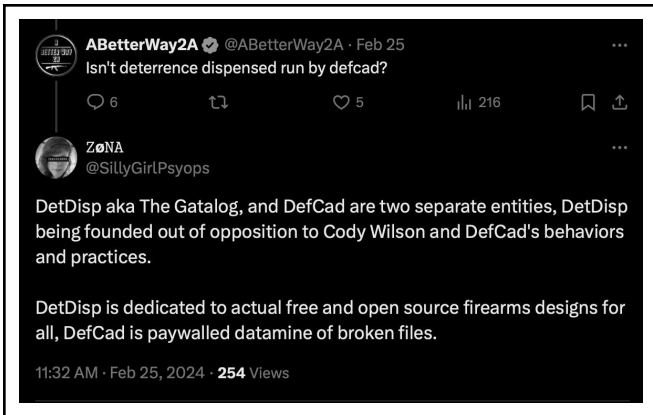 ABetterWay2A @ABetterWay2A · Feb 25
Isn't deterrence dispensed run by defcad?
6 5 216
ZøNA
@SillyGirlPsyops
DetDisp aka The Gatalog, and DefCad are two separate entities, DetDisp
being founded out of opposition to Cody Wilson and DefCad's behaviors
and practices.
DetDisp is dedicated to actual free and open source firearms designs for
all, DefCad is paywalled datamine of broken files.
11:32 AM · Feb 25, 2024 · 254 Views